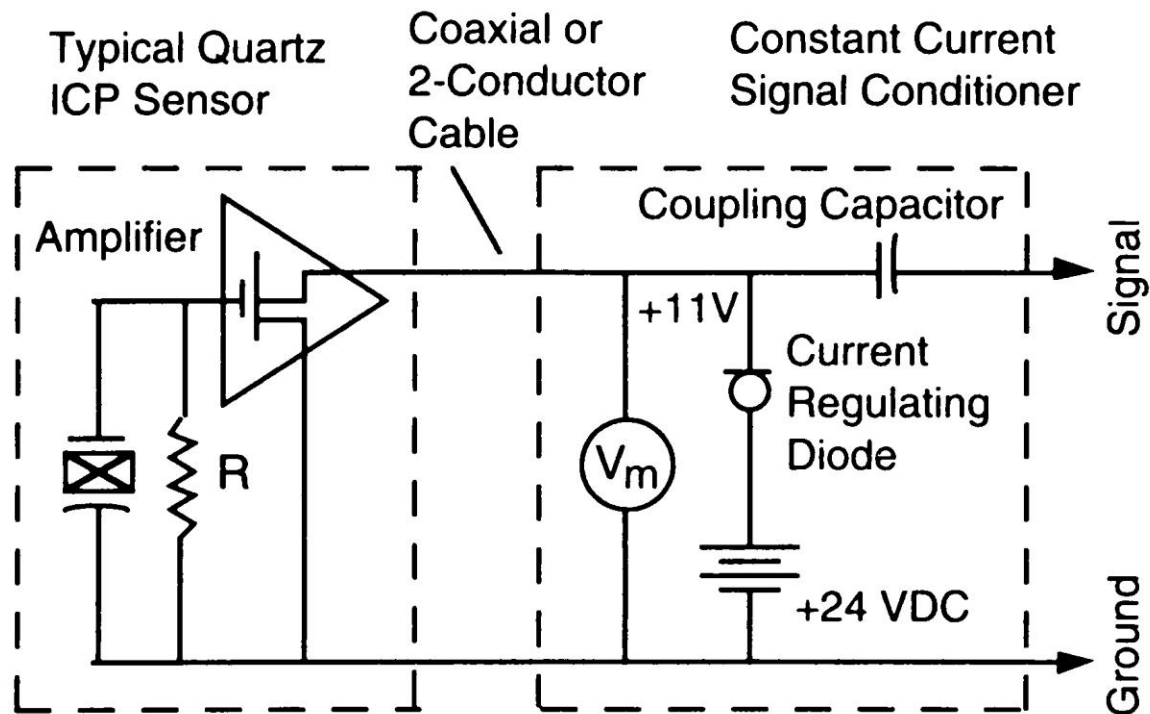 Typical Quartz
ICP Sensor
Coaxial or
2-Conductor
Cable
Constant Current
Signal Conditioner
Amplifier
Coupling Capacitor
Signal
+11V
Current
Regulating
Diode
R
Vm
+24 VDC
Ground